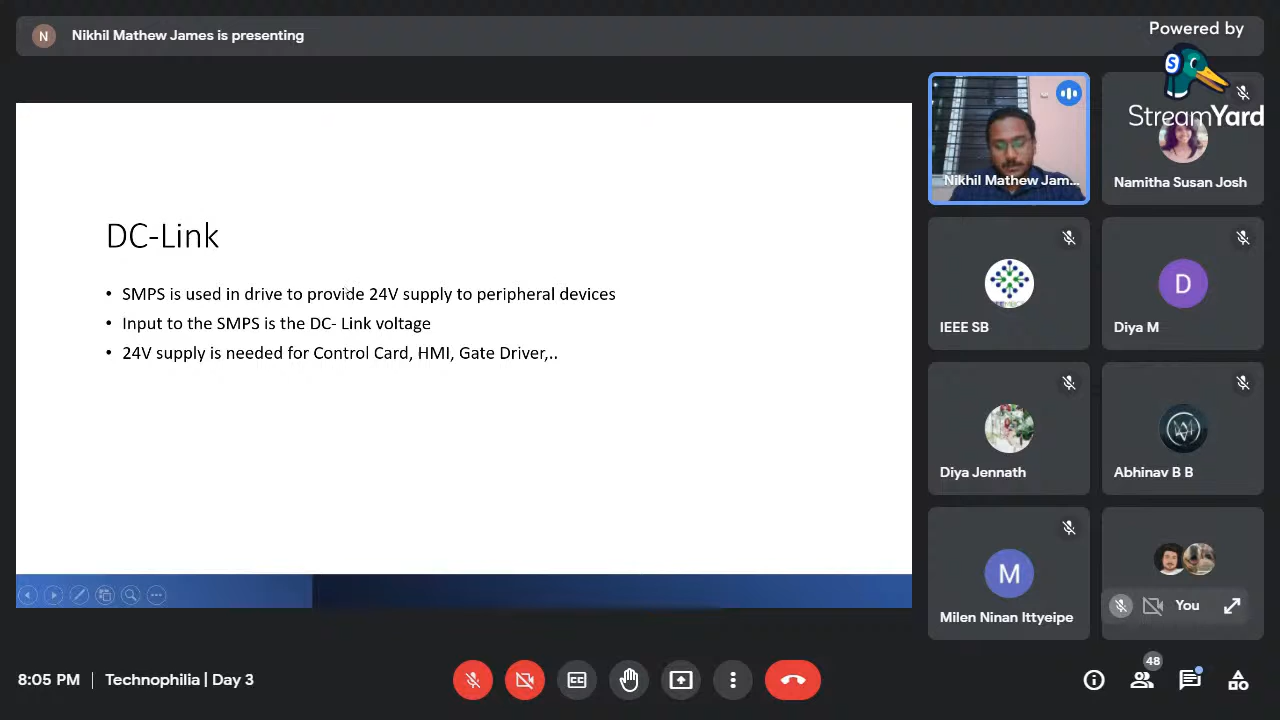 N
Nikhil Mathew James is presenting
Powered by
S
StreamYard
DC-Link
• SMPS is used in drive to provide 24V supply to peripheral devices
• Input to the SMPS is the DC- Link voltage
• 24V supply is needed for Control Card, HMI, Gate Driver,..
Nikhil Mathew Jam...
Namitha Susan Josh
IEEE SB
D
Diya M
Diya Jennath
Abhinav B B
M
Milen Ninan Ittyeipe
You
8:05 PM | Technophilia | Day 3
CC
48